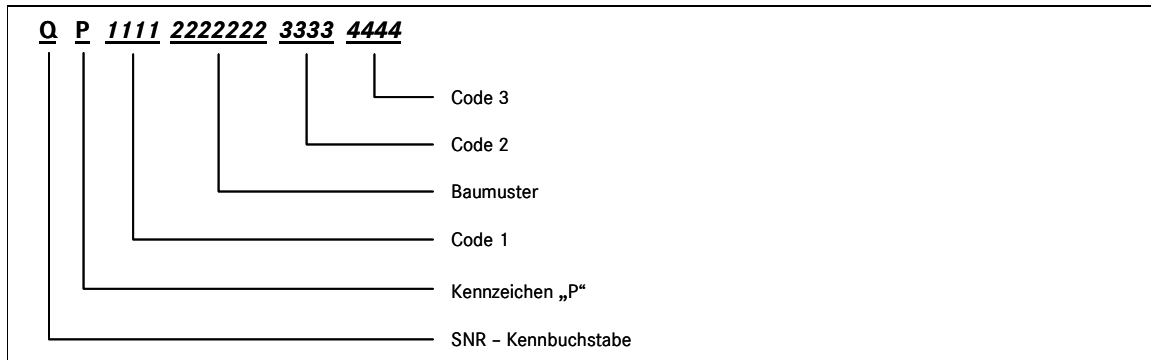 Q P 1111 2222222 3333 4444
Code 3
Code 2
Baumuster
Code 1
Kennzeichen „P“
SNR – Kennbuchstabe